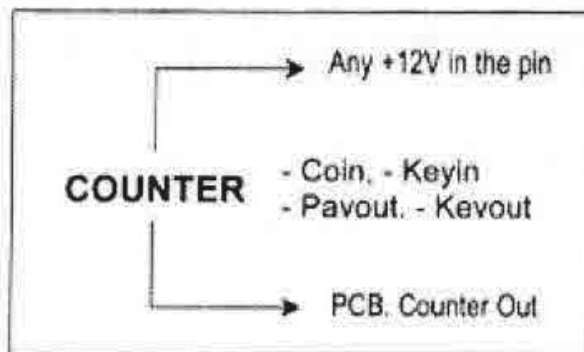 Any +12V in the pin
COUNTER
- Coin, - Keyin
- Pavout. - Kevout
PCB. Counter Out